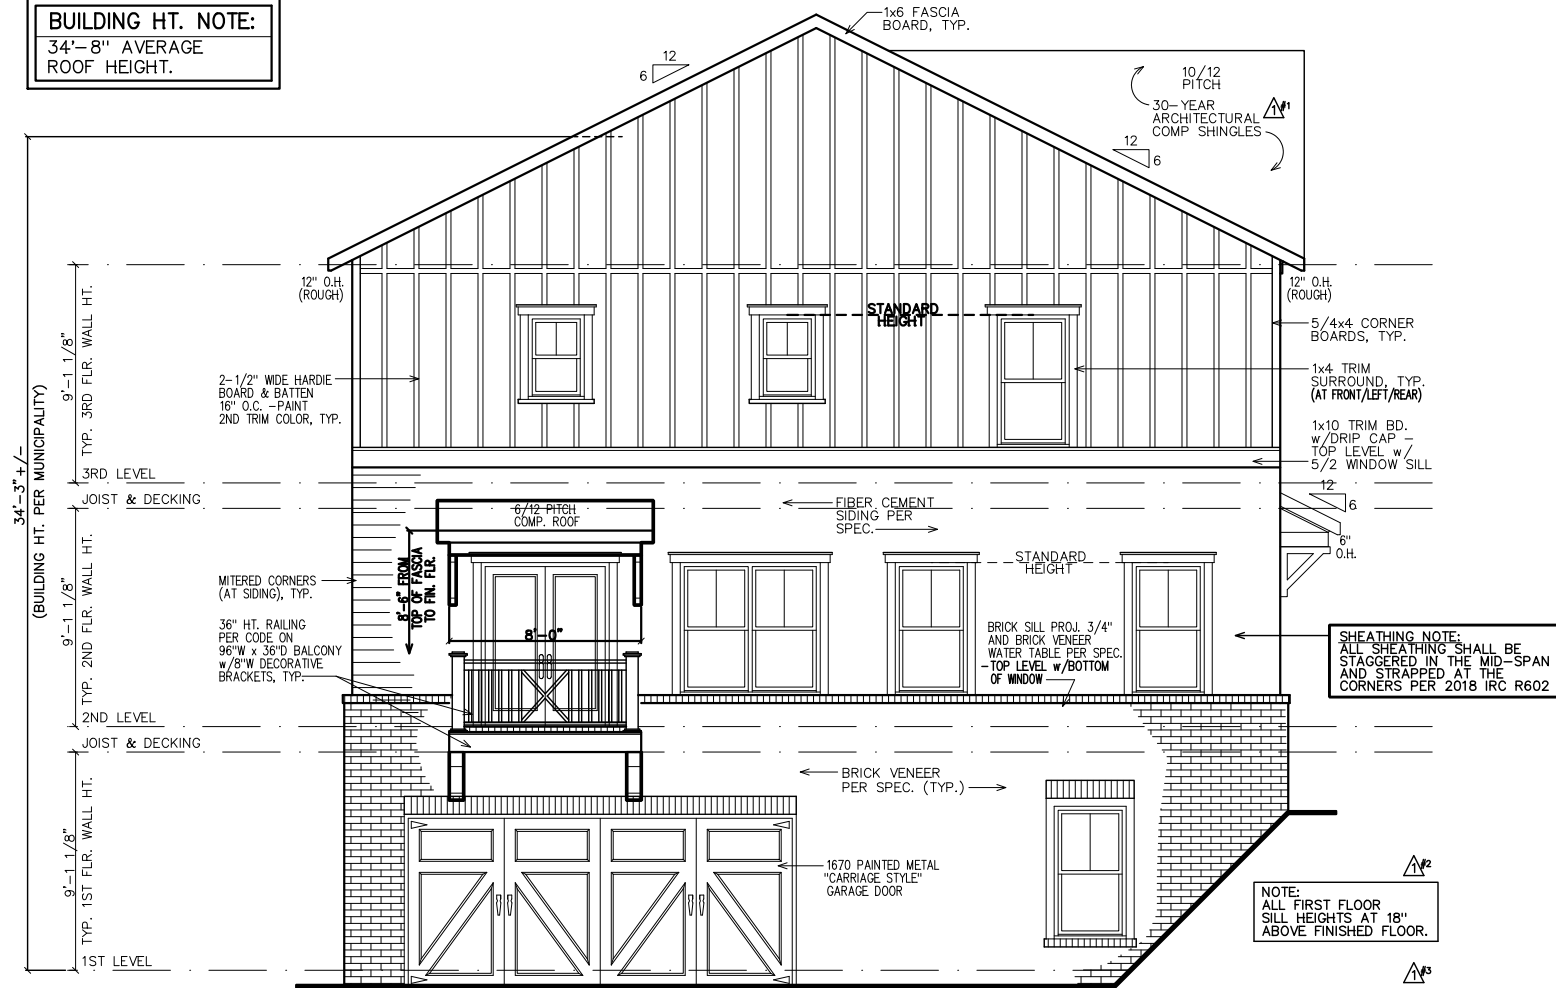 BUILDING HT. NOTE:
34'-8" AVERAGE
ROOF HEIGHT.
1x6 FASCIA
BOARD, TYP.
12
6
10/12
PITCH
30-YEAR
ARCHITECTURAL
COMP SHINGLES
1 #1
12
6
12" O.H.
(ROUGH)
12" O.H.
(ROUGH)
STANDARD
HEIGHT
5/4x4 CORNER
BOARDS, TYP.
1x4 TRIM
SURROUND, TYP.
(AT FRONT/LEFT/REAR)
2-1/2" WIDE HARDIE
BOARD & BATTEN
16" O.C. -PAINT
2ND TRIM COLOR, TYP.
1x10 TRIM BD.
w/DRIP CAP -
TOP LEVEL w/
5/2 WINDOW SILL
34'-3"+/-
(BUILDING HT. PER MUNICIPALITY)
9'-1 1/8"
TYP. 3RD FLR. WALL HT.
3RD LEVEL
JOIST & DECKING
6/12 PITCH
COMP. ROOF
FIBER CEMENT
SIDING PER
SPEC.
12
6
6"
O.H.
8'-6" FROM
TOP OF FASCIA
TO FIN. FLR.
STANDARD
HEIGHT
9'-1 1/8"
TYP. 2ND FLR. WALL HT.
MITERED CORNERS
(AT SIDING), TYP.
36" HT. RAILING
PER CODE ON
96"W x 36"D BALCONY
w/8"W DECORATIVE
BRACKETS, TYP.
8'-0"
BRICK SILL PROJ. 3/4"
AND BRICK VENEER
WATER TABLE PER SPEC.
-TOP LEVEL w/BOTTOM
OF WINDOW
SHEATHING NOTE:
ALL SHEATHING SHALL BE
STAGGERED IN THE MID-SPAN
AND STRAPPED AT THE
CORNERS PER 2018 IRC R602
2ND LEVEL
JOIST & DECKING
BRICK VENEER
PER SPEC. (TYP.)
9'-1 1/8"
TYP. 1ST FLR. WALL HT.
1670 PAINTED METAL
"CARRIAGE STYLE"
GARAGE DOOR
1 #2
NOTE:
ALL FIRST FLOOR
SILL HEIGHTS AT 18"
ABOVE FINISHED FLOOR.
1ST LEVEL
1 #3